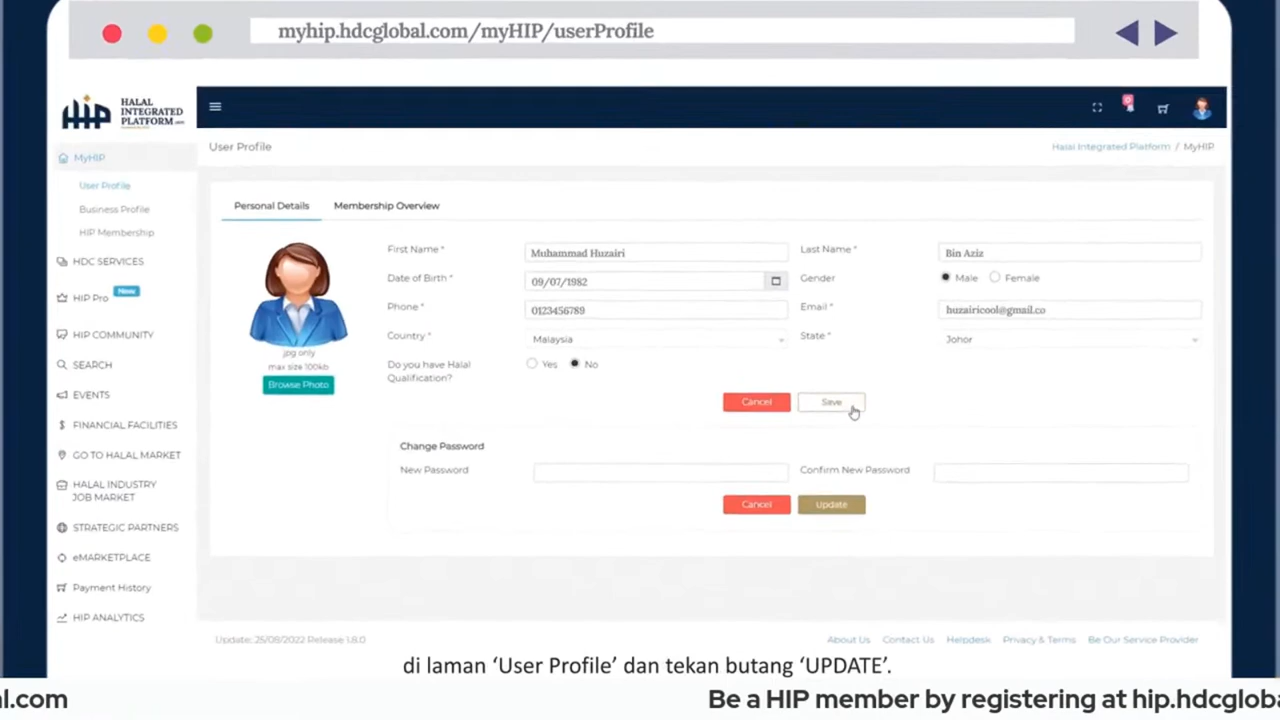 myhip.hdcglobal.com/myHIP/userProfile
HIP HALAL INTEGRATED PLATFORM.com
User Profile
Halal Integrated Platform / MyHIP
MyHIP
User Profile
Business Profile
HIP Membership
HDC SERVICES
HIP Pro New
HIP COMMUNITY
SEARCH
EVENTS
FINANCIAL FACILITIES
GO TO HALAL MARKET
HALAL INDUSTRY
JOB MARKET
STRATEGIC PARTNERS
eMARKETPLACE
Payment History
HIP ANALYTICS
Personal Details Membership Overview
jpg only
max size 100kb
Browse Photo
First Name * Muhammad Huzairi Last Name * Bin Aziz
Date of Birth * 09/07/1982 Gender Male Female
Phone * 0123456789 Email * huzairicool@gmail.co
Country * Malaysia State * Johor
Do you have Halal Yes No
Qualification?
Cancel Save
Change Password
New Password Confirm New Password
Cancel Update
Update: 25/09/2022 Release 1.8.0
About Us Contact Us Helpdesk Privacy & Terms Be Our Service Provider
di laman ‘User Profile’ dan tekan butang ‘UPDATE’.
al.com Be a HIP member by registering at hip.hdcgloba